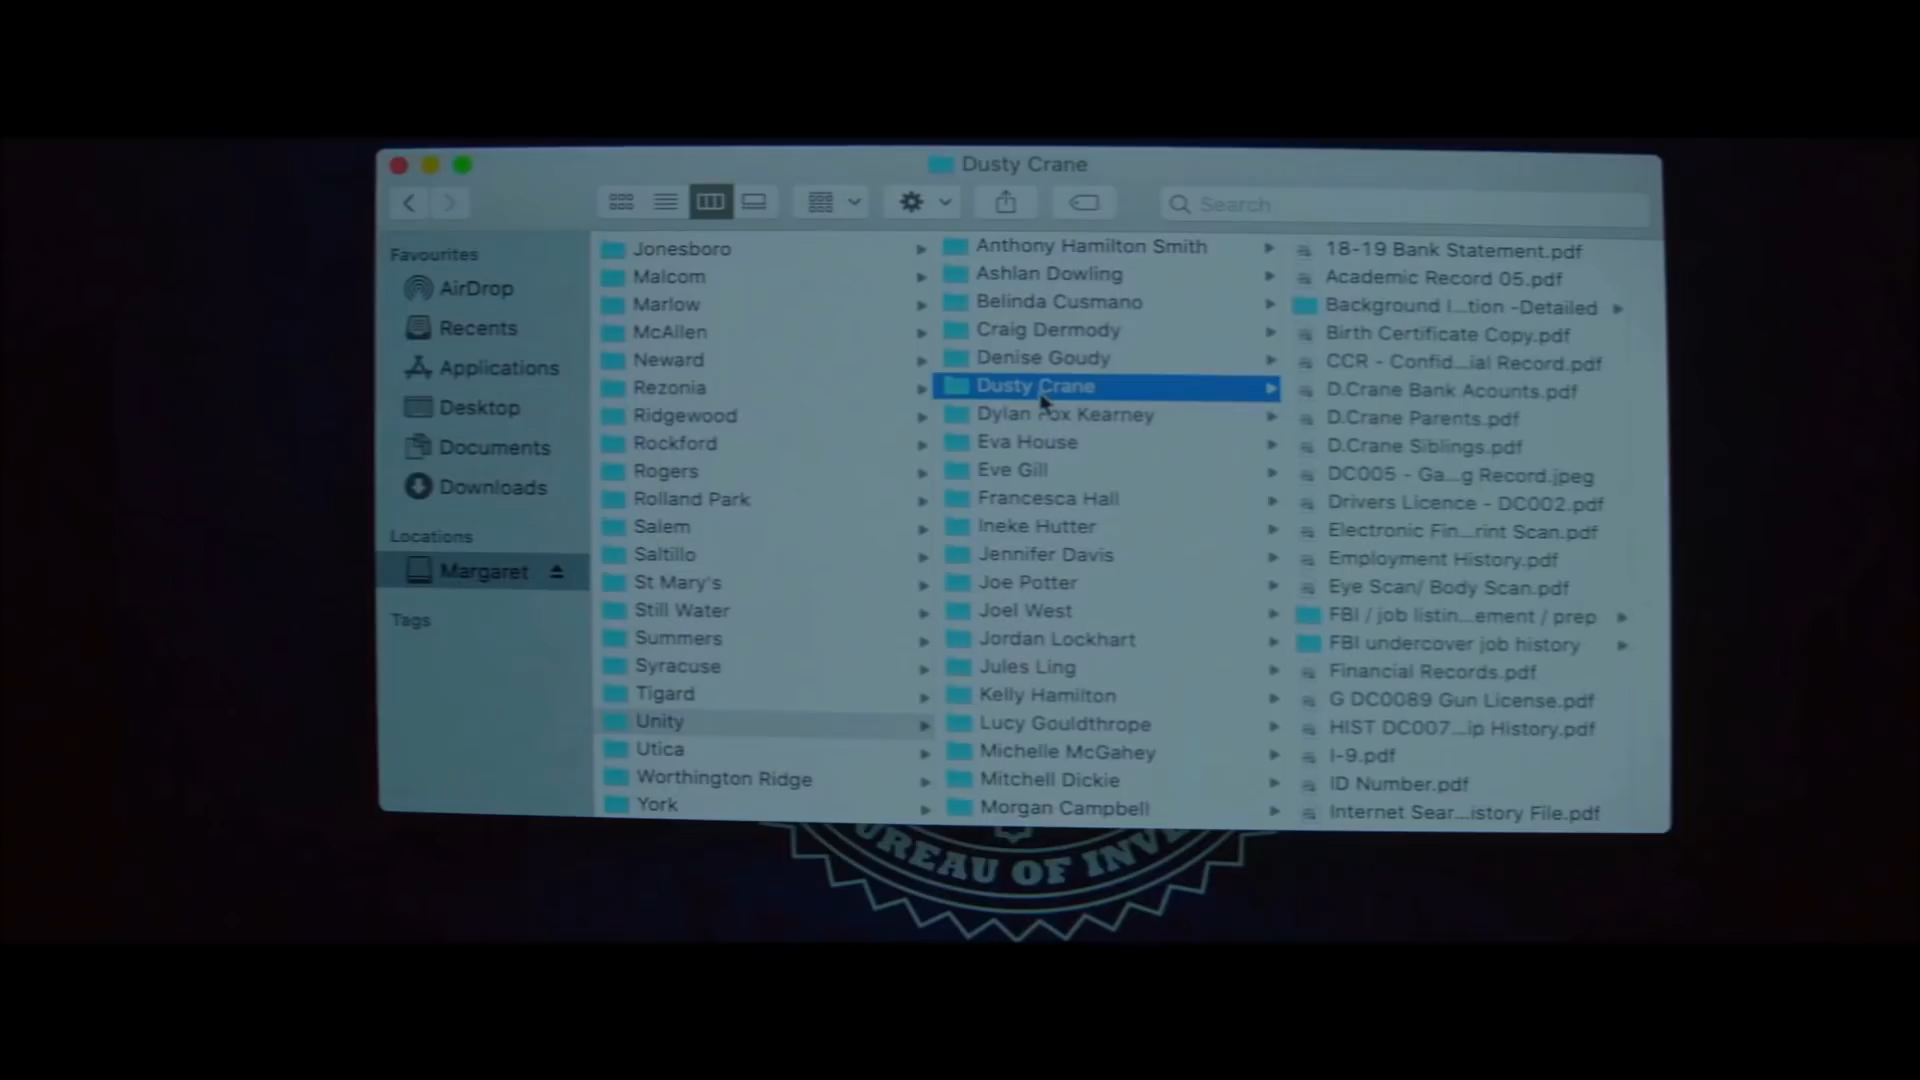 Dusty Crane
Search
Favourites
AirDrop
Recents
Applications
Desktop
Documents
Downloads
Locations
Margaret
Tags
Jonesboro
Malcom
Marlow
McAllen
Neward
Rezonia
Ridgewood
Rockford
Rogers
Rolland Park
Salem
Saltillo
St Mary's
Still Water
Summers
Syracuse
Tigard
Unity
Utica
Worthington Ridge
York
Anthony Hamilton Smith
Ashlan Dowling
Belinda Cusmano
Craig Dermody
Denise Goudy
Dusty Crane
Dylan Fox Kearney
Eva House
Eve Gill
Francesca Hall
Ineke Hutter
Jennifer Davis
Joe Potter
Joel West
Jordan Lockhart
Jules Ling
Kelly Hamilton
Lucy Gouldthrope
Michelle McGahey
Mitchell Dickie
Morgan Campbell
18-19 Bank Statement.pdf
Academic Record 05.pdf
Background I...tion -Detailed
Birth Certificate Copy.pdf
CCR - Confid...ial Record.pdf
D.Crane Bank Acounts.pdf
D.Crane Parents.pdf
D.Crane Siblings.pdf
DC005 - Ga...g Record.jpeg
Drivers Licence - DC002.pdf
Electronic Fin...rint Scan.pdf
Employment History.pdf
Eye Scan/ Body Scan.pdf
FBI / job listin...ement / prep
FBI undercover job history
Financial Records.pdf
G DC0089 Gun License.pdf
HIST DC007...ip History.pdf
I-9.pdf
ID Number.pdf
Internet Sear...istory File.pdf
UREAU OF INV